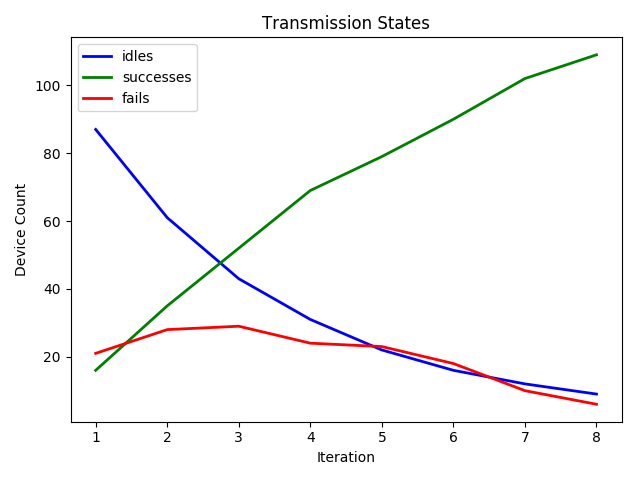 Transmission States
idles
successes
fails
Device Count
100
80
60
40
20
1 2 3 4 5 6 7 8
Iteration